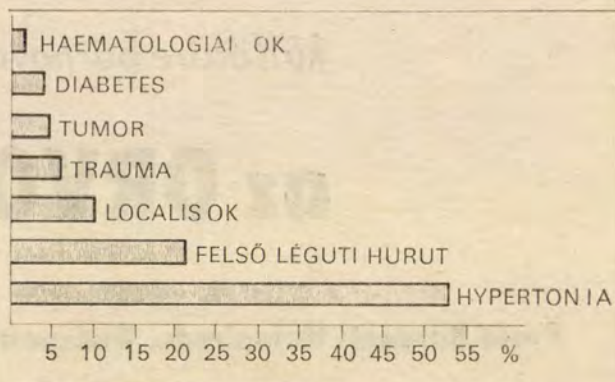 HAEMATOLOGIAI OK
DIABETES
TUMOR
TRAUMA
LOCALIS OK
FELSŐ LÉGUTI HURUT
HYPERTONIA
5 10 15 20 25 30 35 40 45 50 55 %